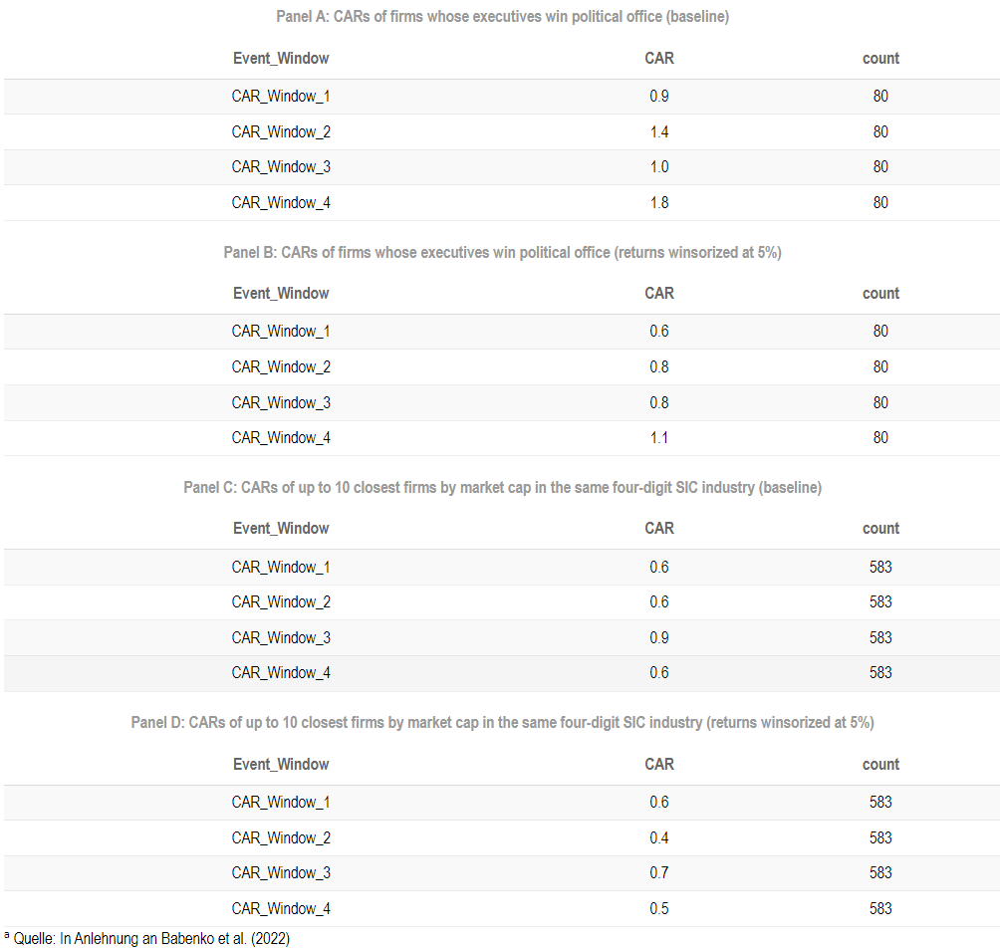 Panel A: CARs of firms whose executives win political office (baseline)
Event_Window CAR count
CAR_Window_1 0.9 80
CAR_Window_2 1.4 80
CAR_Window_3 1.0 80
CAR_Window_4 1.8 80
Panel B: CARs of firms whose executives win political office (returns winsorized at 5%)
Event_Window CAR count
CAR_Window_1 0.6 80
CAR_Window_2 0.8 80
CAR_Window_3 0.8 80
CAR_Window_4 1.1 80
Panel C: CARs of up to 10 closest firms by market cap in the same four-digit SIC industry (baseline)
Event_Window CAR count
CAR_Window_1 0.6 583
CAR_Window_2 0.6 583
CAR_Window_3 0.9 583
CAR_Window_4 0.6 583
Panel D: CARs of up to 10 closest firms by market cap in the same four-digit SIC industry (returns winsorized at 5%)
Event_Window CAR count
CAR_Window_1 0.6 583
CAR_Window_2 0.4 583
CAR_Window_3 0.7 583
CAR_Window_4 0.5 583
a Quelle: In Anlehnung an Babenko et al. (2022)